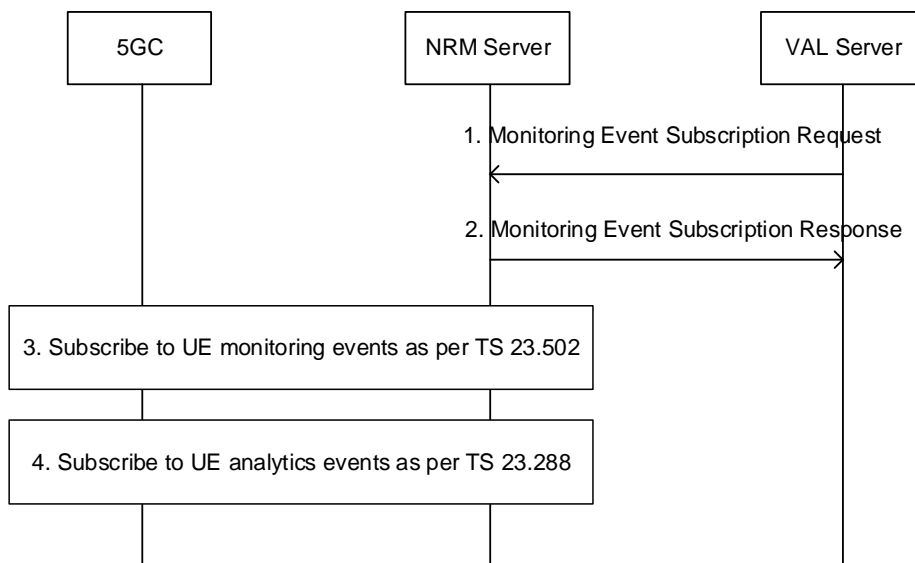 5GC
NRM Server
VAL Server
1. Monitoring Event Subscription Request
2. Monitoring Event Subscription Response
3. Subscribe to UE monitoring events as per TS 23.502
4. Subscribe to UE analytics events as per TS 23.288